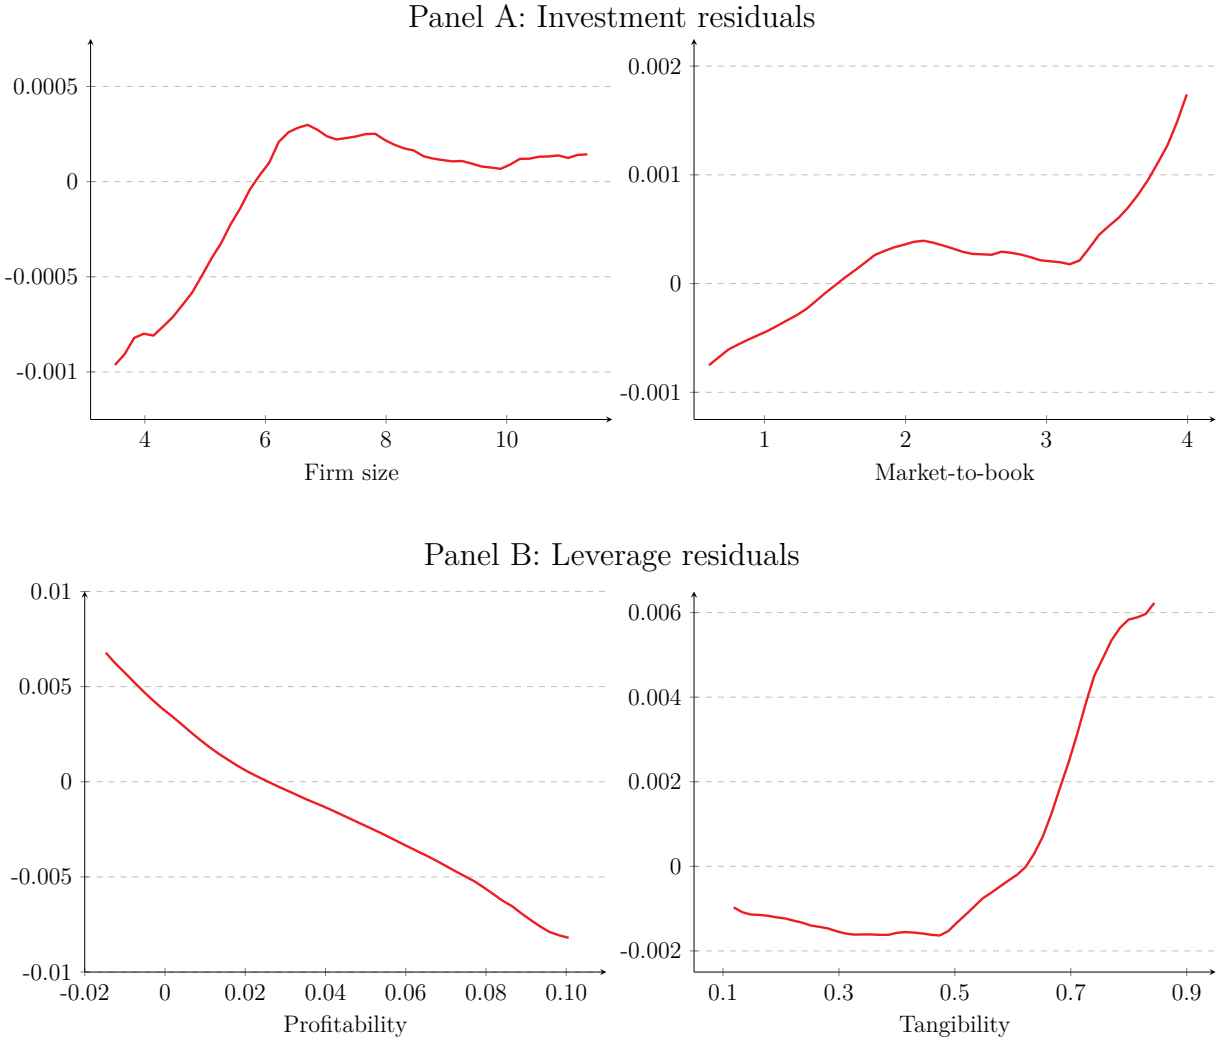 Panel A: Investment residuals
0.0005
0
-0.0005
-0.001
4 6 8 10
Firm size
0.002
0.001
0
-0.001
1 2 3 4
Market-to-book
Panel B: Leverage residuals
0.01
0.005
0
-0.005
-0.01
-0.02 0 0.02 0.04 0.06 0.08 0.10
Profitability
0.006
0.004
0.002
0
-0.002
0.1 0.3 0.5 0.7 0.9
Tangibility